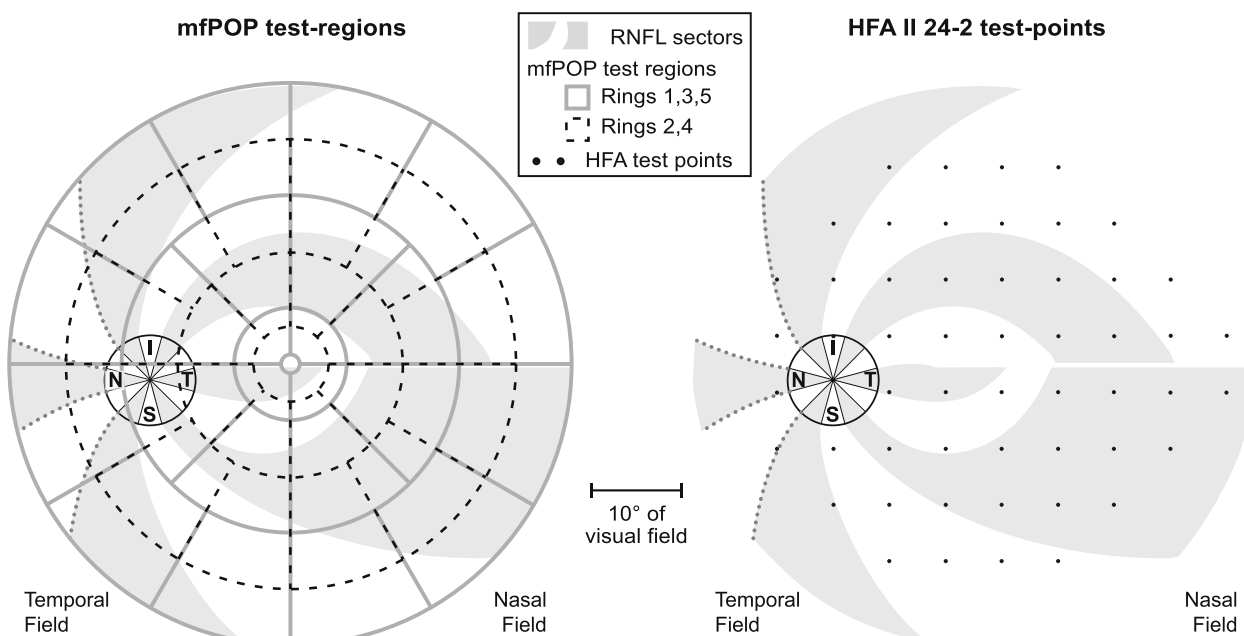 mfPOP test-regions
RNFL sectors
mfPOP test regions
Rings 1,3,5
Rings 2,4
HFA test points
HFA II 24-2 test-points
I
N
T
S
I
N
T
S
10° of
visual field
Temporal
Field
Nasal
Field
Temporal
Field
Nasal
Field